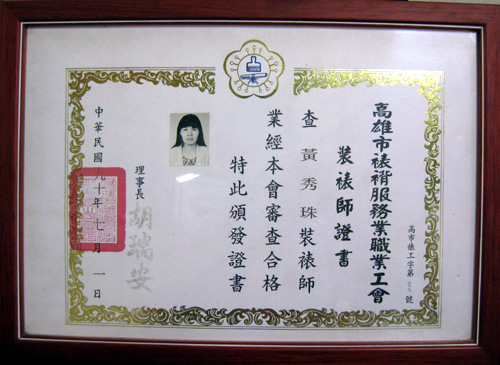 高雄市裱褙服務業職業工會
裝裱師證書
高市裱工字第 號
查黃秀珠裝裱師
業經本會審查合格
特此頒發證書
理事長 胡瑞安
中華民國九十年七月一日